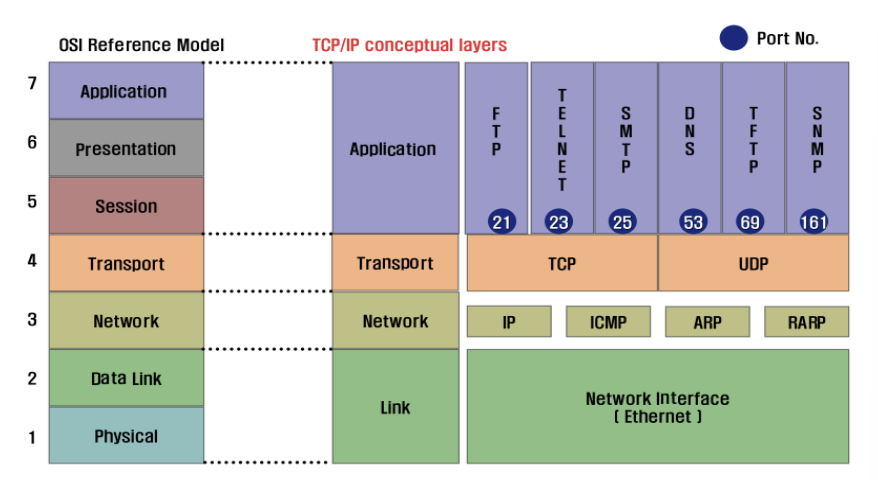 OSI Reference Model
TCP/IP conceptual layers
Port No.
7
Application
6
Presentation
5
Session
4
Transport
3
Network
2
Data Link
1
Physical
Application
Transport
Network
Link
FTP
21
TELNET
23
SMTP
25
DNS
53
TFTP
69
SNMP
161
TCP
UDP
IP
ICMP
ARP
RARP
Network Interface
( Ethernet )